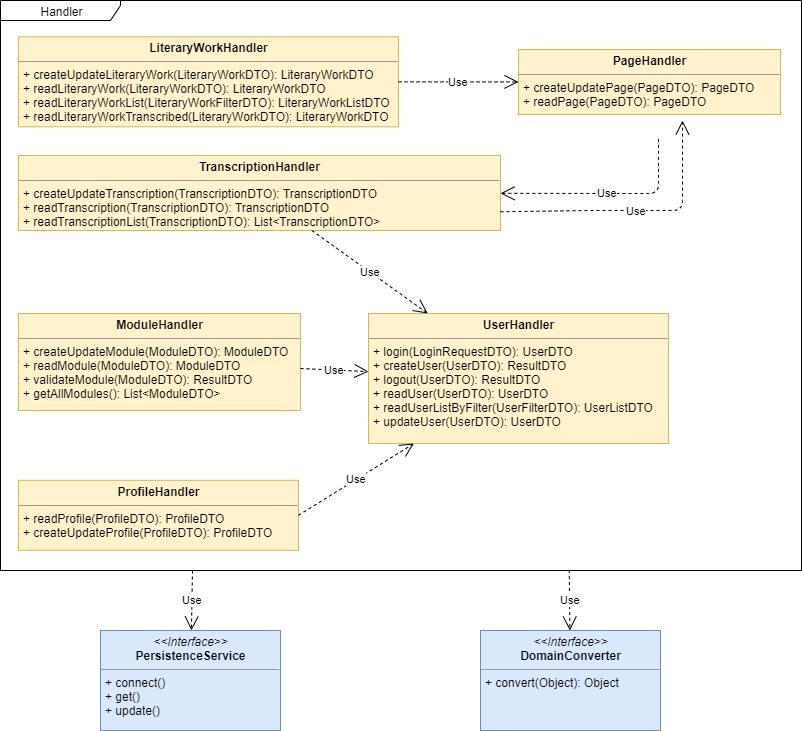 Handler
LiteraryWorkHandler
+ createUpdateLiteraryWork(LiteraryWorkDTO): LiteraryWorkDTO
+ readLiteraryWork(LiteraryWorkDTO): LiteraryWorkDTO
+ readLiteraryWorkList(LiteraryWorkFilterDTO): LiteraryWorkListDTO
+ readLiteraryWorkTranscribed(LiteraryWorkDTO): LiteraryWorkDTO
Use
PageHandler
+ createUpdatePage(PageDTO): PageDTO
+ readPage(PageDTO): PageDTO
TranscriptionHandler
+ createUpdateTranscription(TranscriptionDTO): TranscriptionDTO
+ readTranscription(TranscriptionDTO): TranscriptionDTO
+ readTranscriptionList(TranscriptionDTO): List<TranscriptionDTO>
Use
Use
Use
ModuleHandler
+ createUpdateModule(ModuleDTO): ModuleDTO
+ readModule(ModuleDTO): ModuleDTO
+ validateModule(ModuleDTO): ResultDTO
+ getAllModules(): List<ModuleDTO>
Use
UserHandler
+ login(LoginRequestDTO): UserDTO
+ createUser(UserDTO): ResultDTO
+ logout(UserDTO): ResultDTO
+ readUser(UserDTO): UserDTO
+ readUserListByFilter(UserFilterDTO): UserListDTO
+ updateUser(UserDTO): UserDTO
Use
ProfileHandler
+ readProfile(ProfileDTO): ProfileDTO
+ createUpdateProfile(ProfileDTO): ProfileDTO
Use
Use
<<Interface>>
PersistenceService
+ connect()
+ get()
+ update()
<<Interface>>
DomainConverter
+ convert(Object): Object